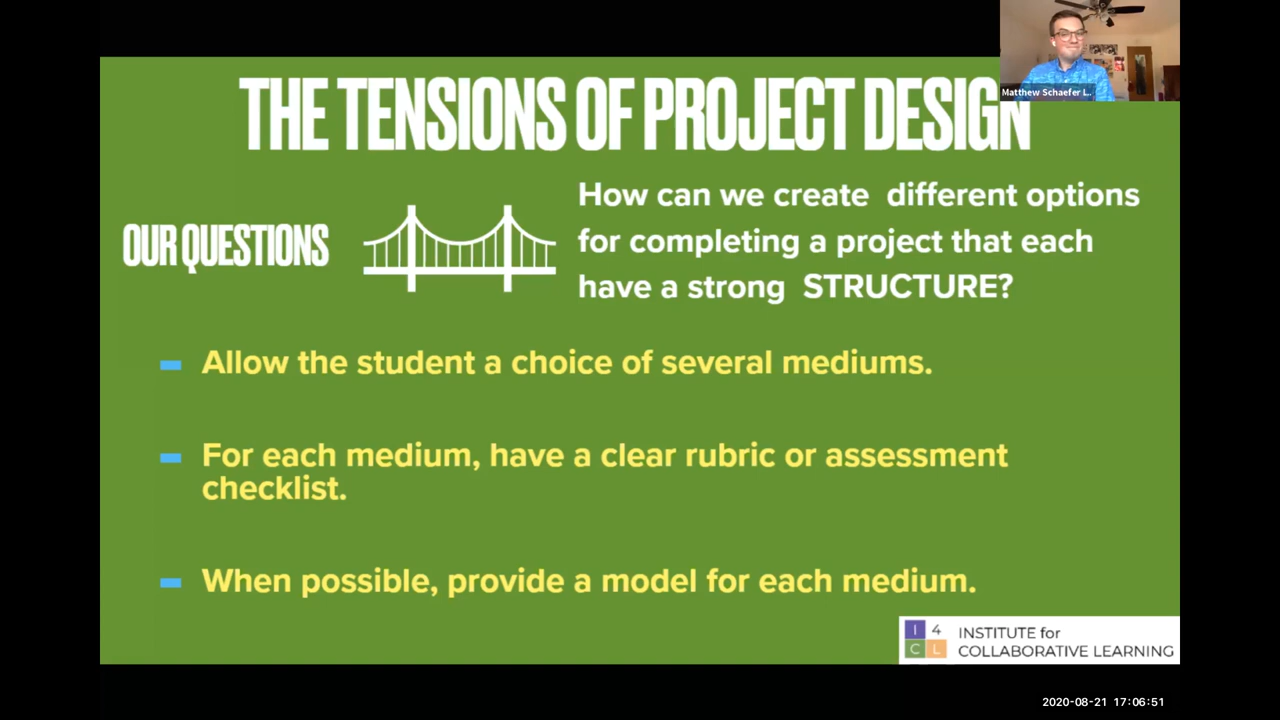 THE TENSIONS OF PROJECT DESIGN
Matthew Schaefer L..
OUR QUESTIONS
How can we create different options
for completing a project that each
have a strong STRUCTURE?
Allow the student a choice of several mediums.
For each medium, have a clear rubric or assessment
checklist.
When possible, provide a model for each medium.
I 4
C L
INSTITUTE for
COLLABORATIVE LEARNING
2020-08-21 17:06:51